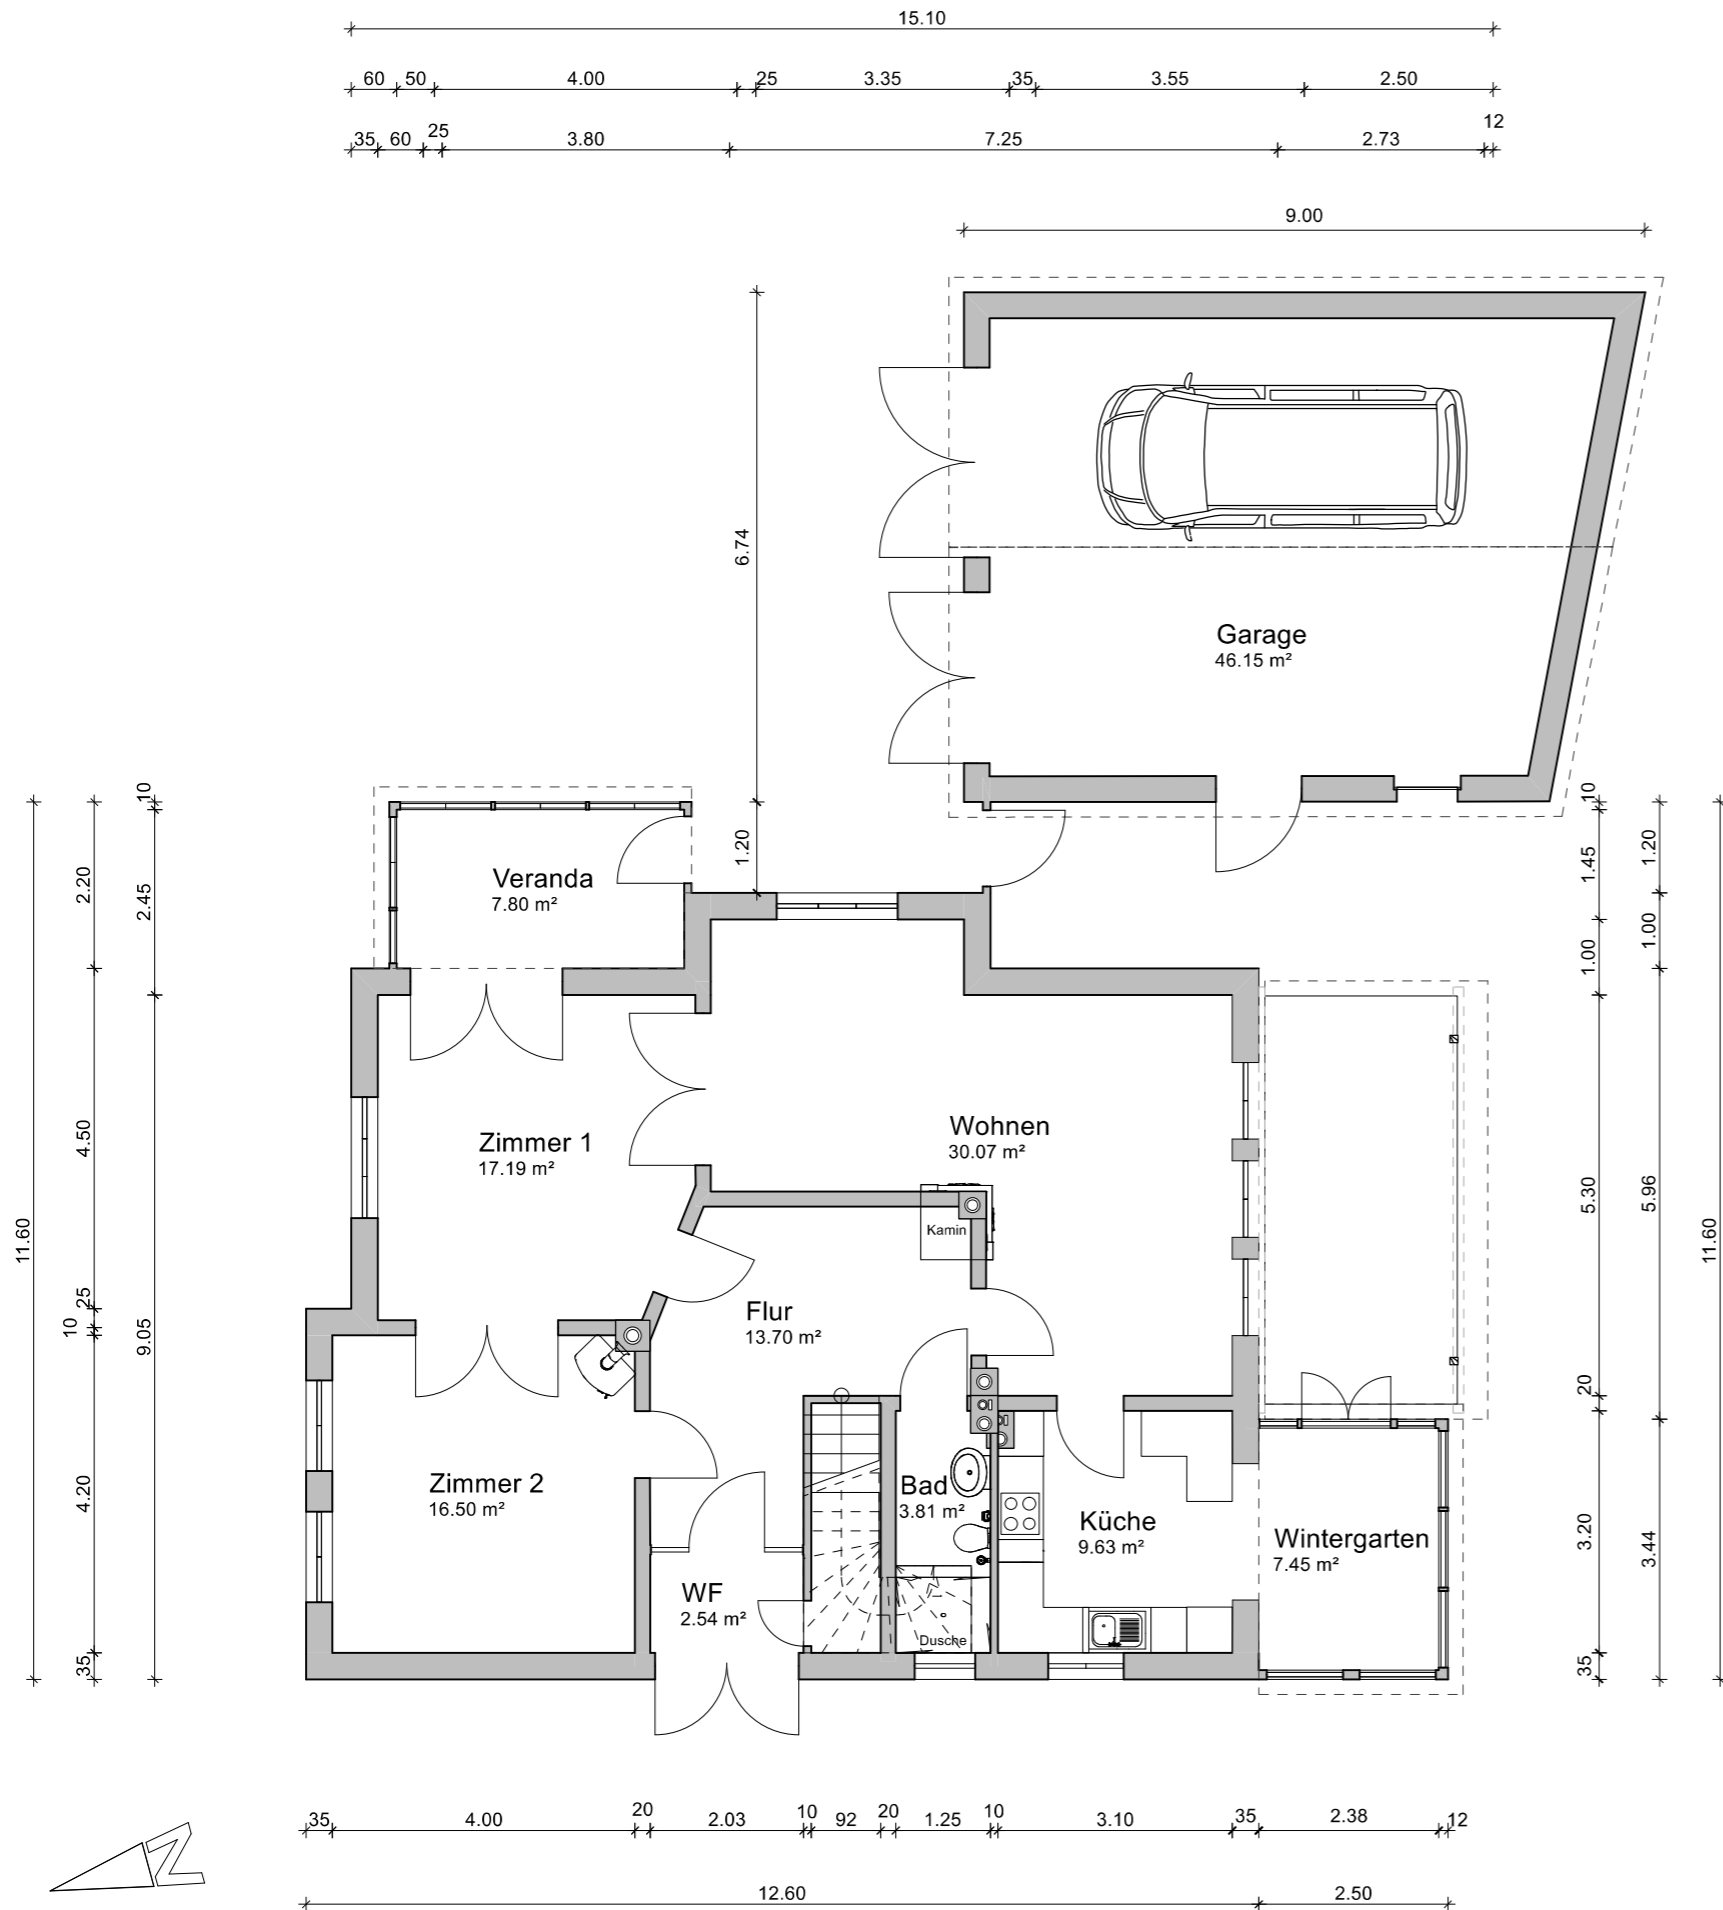 15.10
60 50 4.00 25 3.35 35 3.55 2.50
35 60 25 3.80 7.25 2.73 12
9.00
6.74
1.20
Garage
46.15 m²
Veranda
7.80 m²
Zimmer 1
17.19 m²
Wohnen
30.07 m²
Kamin
Flur
13.70 m²
Zimmer 2
16.50 m²
Bad
3.81 m²
Küche
9.63 m²
Wintergarten
7.45 m²
WF
2.54 m²
Dusche
11.60
2.20
4.50
25
10
4.20
35
10
2.45
9.05
10
1.45
1.00
5.30
20
3.20
35
1.20
1.00
5.96
3.44
11.60
35 4.00 20 2.03 10 92 20 1.25 10 3.10 35 2.38 12
12.60 2.50
N